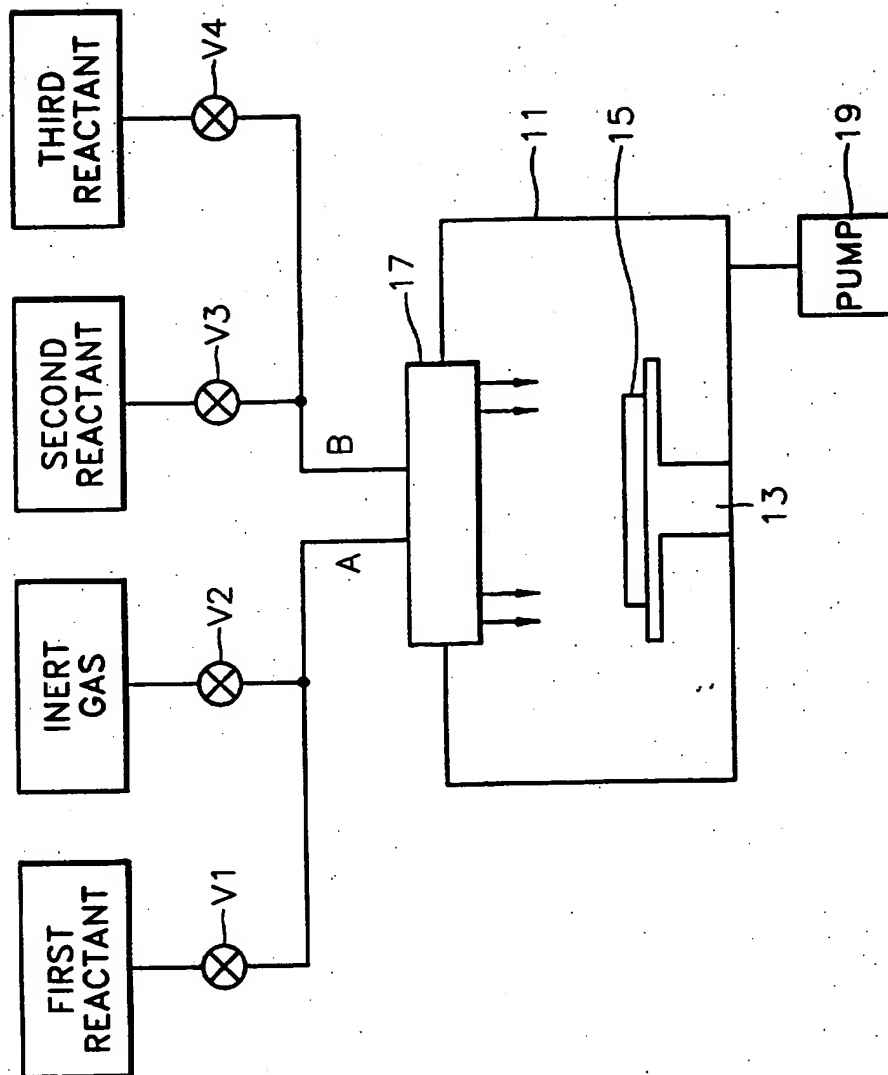 FIRST
REACTANT
INERT
GAS
SECOND
REACTANT
THIRD
REACTANT
V1
V2
V3
V4
A
B
17
11
15
13
PUMP
19